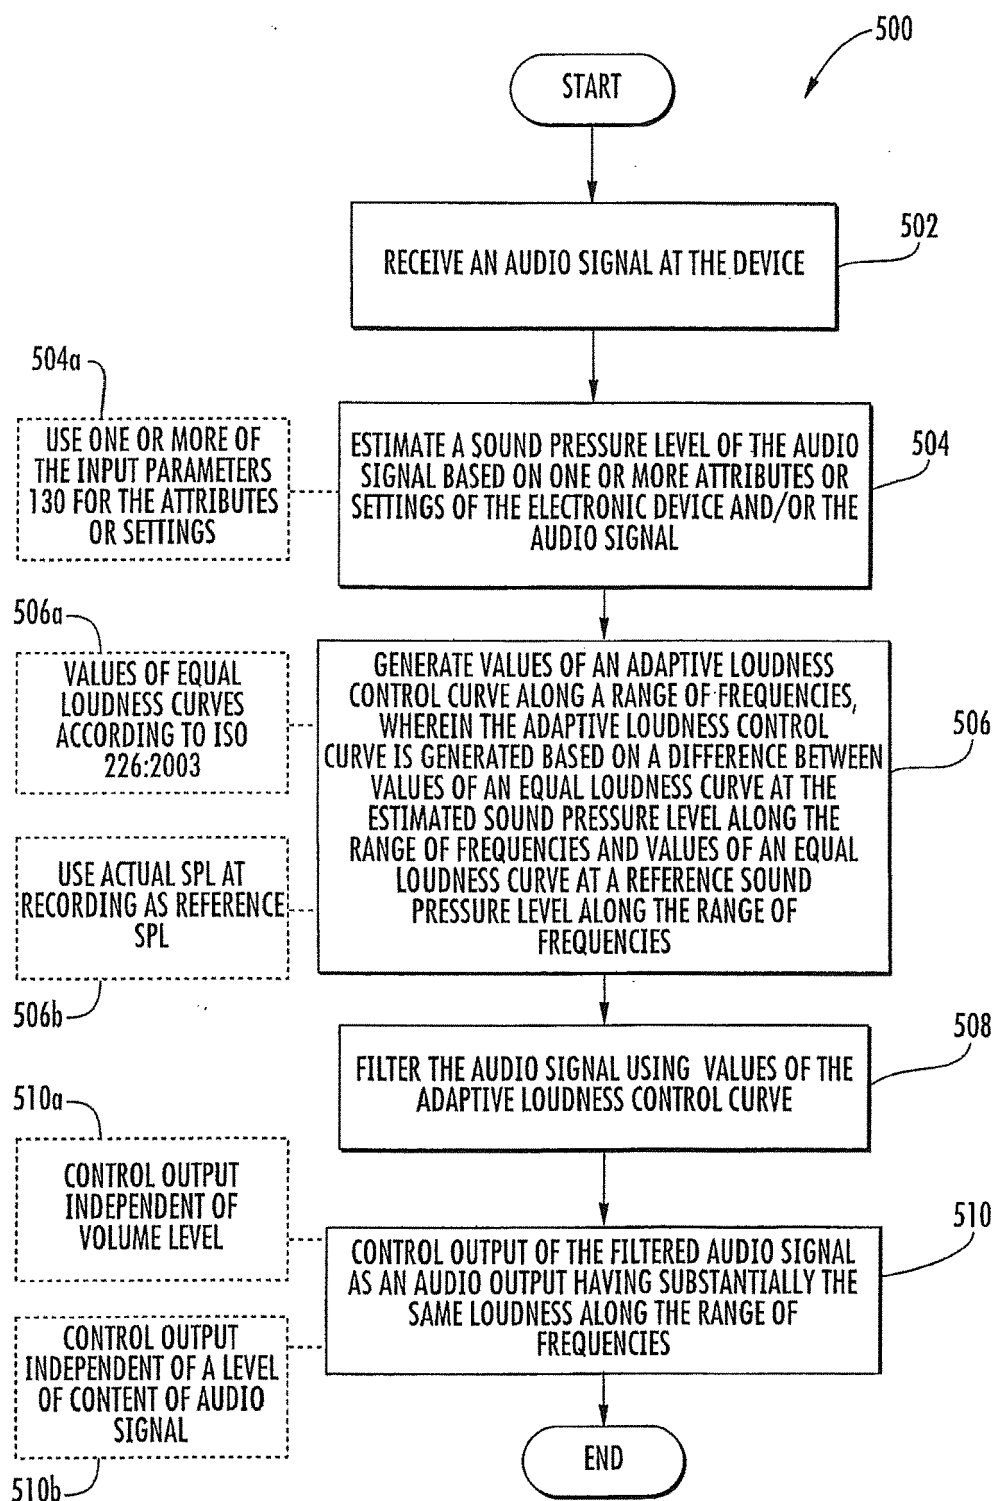 500
START
502
RECEIVE AN AUDIO SIGNAL AT THE DEVICE
504a
USE ONE OR MORE OF
THE INPUT PARAMETERS
130 FOR THE ATTRIBUTES
OR SETTINGS
504
ESTIMATE A SOUND PRESSURE LEVEL OF THE AUDIO
SIGNAL BASED ON ONE OR MORE ATTRIBUTES OR
SETTINGS OF THE ELECTRONIC DEVICE AND/OR THE
AUDIO SIGNAL
506a
VALUES OF EQUAL
LOUDNESS CURVES
ACCORDING TO ISO
226:2003
506
GENERATE VALUES OF AN ADAPTIVE LOUDNESS
CONTROL CURVE ALONG A RANGE OF FREQUENCIES,
WHEREIN THE ADAPTIVE LOUDNESS CONTROL
CURVE IS GENERATED BASED ON A DIFFERENCE BETWEEN
VALUES OF AN EQUAL LOUDNESS CURVE AT THE
ESTIMATED SOUND PRESSURE LEVEL ALONG THE
RANGE OF FREQUENCIES AND VALUES OF AN EQUAL
LOUDNESS CURVE AT A REFERENCE SOUND
PRESSURE LEVEL ALONG THE RANGE OF
FREQUENCIES
USE ACTUAL SPL AT
RECORDING AS REFERENCE
SPL
506b
508
FILTER THE AUDIO SIGNAL USING VALUES OF THE
ADAPTIVE LOUDNESS CONTROL CURVE
510a
CONTROL OUTPUT
INDEPENDENT OF
VOLUME LEVEL
510
CONTROL OUTPUT OF THE FILTERED AUDIO SIGNAL
AS AN AUDIO OUTPUT HAVING SUBSTANTIALLY THE
SAME LOUDNESS ALONG THE RANGE OF
FREQUENCIES
CONTROL OUTPUT
INDEPENDENT OF A LEVEL
OF CONTENT OF AUDIO
SIGNAL
510b
END